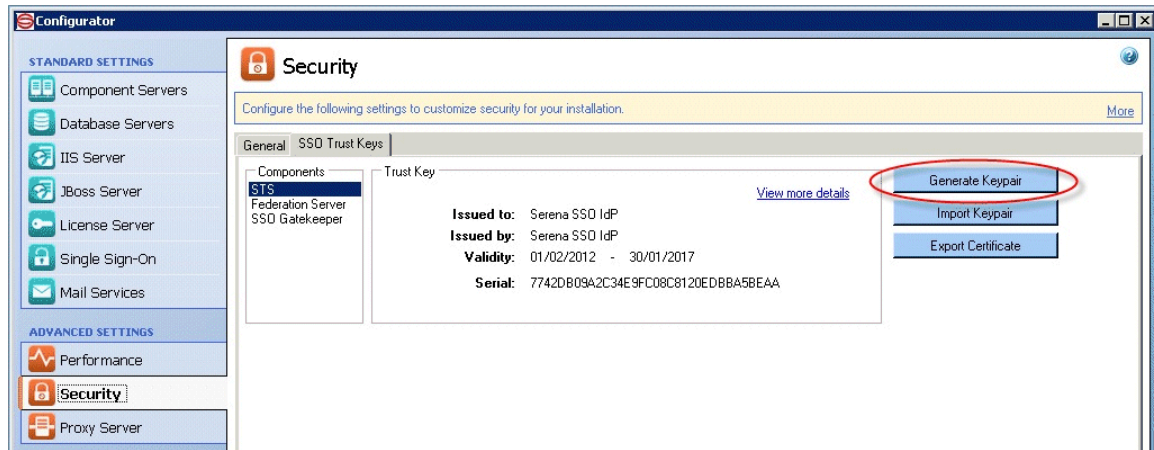 Configurator
STANDARD SETTINGS
Component Servers
Database Servers
IIS Server
JBoss Server
License Server
Single Sign-On
Mail Services
ADVANCED SETTINGS
Performance
Security
Proxy Server
Security
Configure the following settings to customize security for your installation.
More
General SSO Trust Keys
Components
STS
Federation Server
SSO Gatekeeper
Trust Key
View more details
Issued to: Serena SSO IdP
Issued by: Serena SSO IdP
Validity: 01/02/2012 - 30/01/2017
Serial: 7742DB09A2C34E9FC08C8120EDBBA5BEAA
Generate Keypair
Import Keypair
Export Certificate